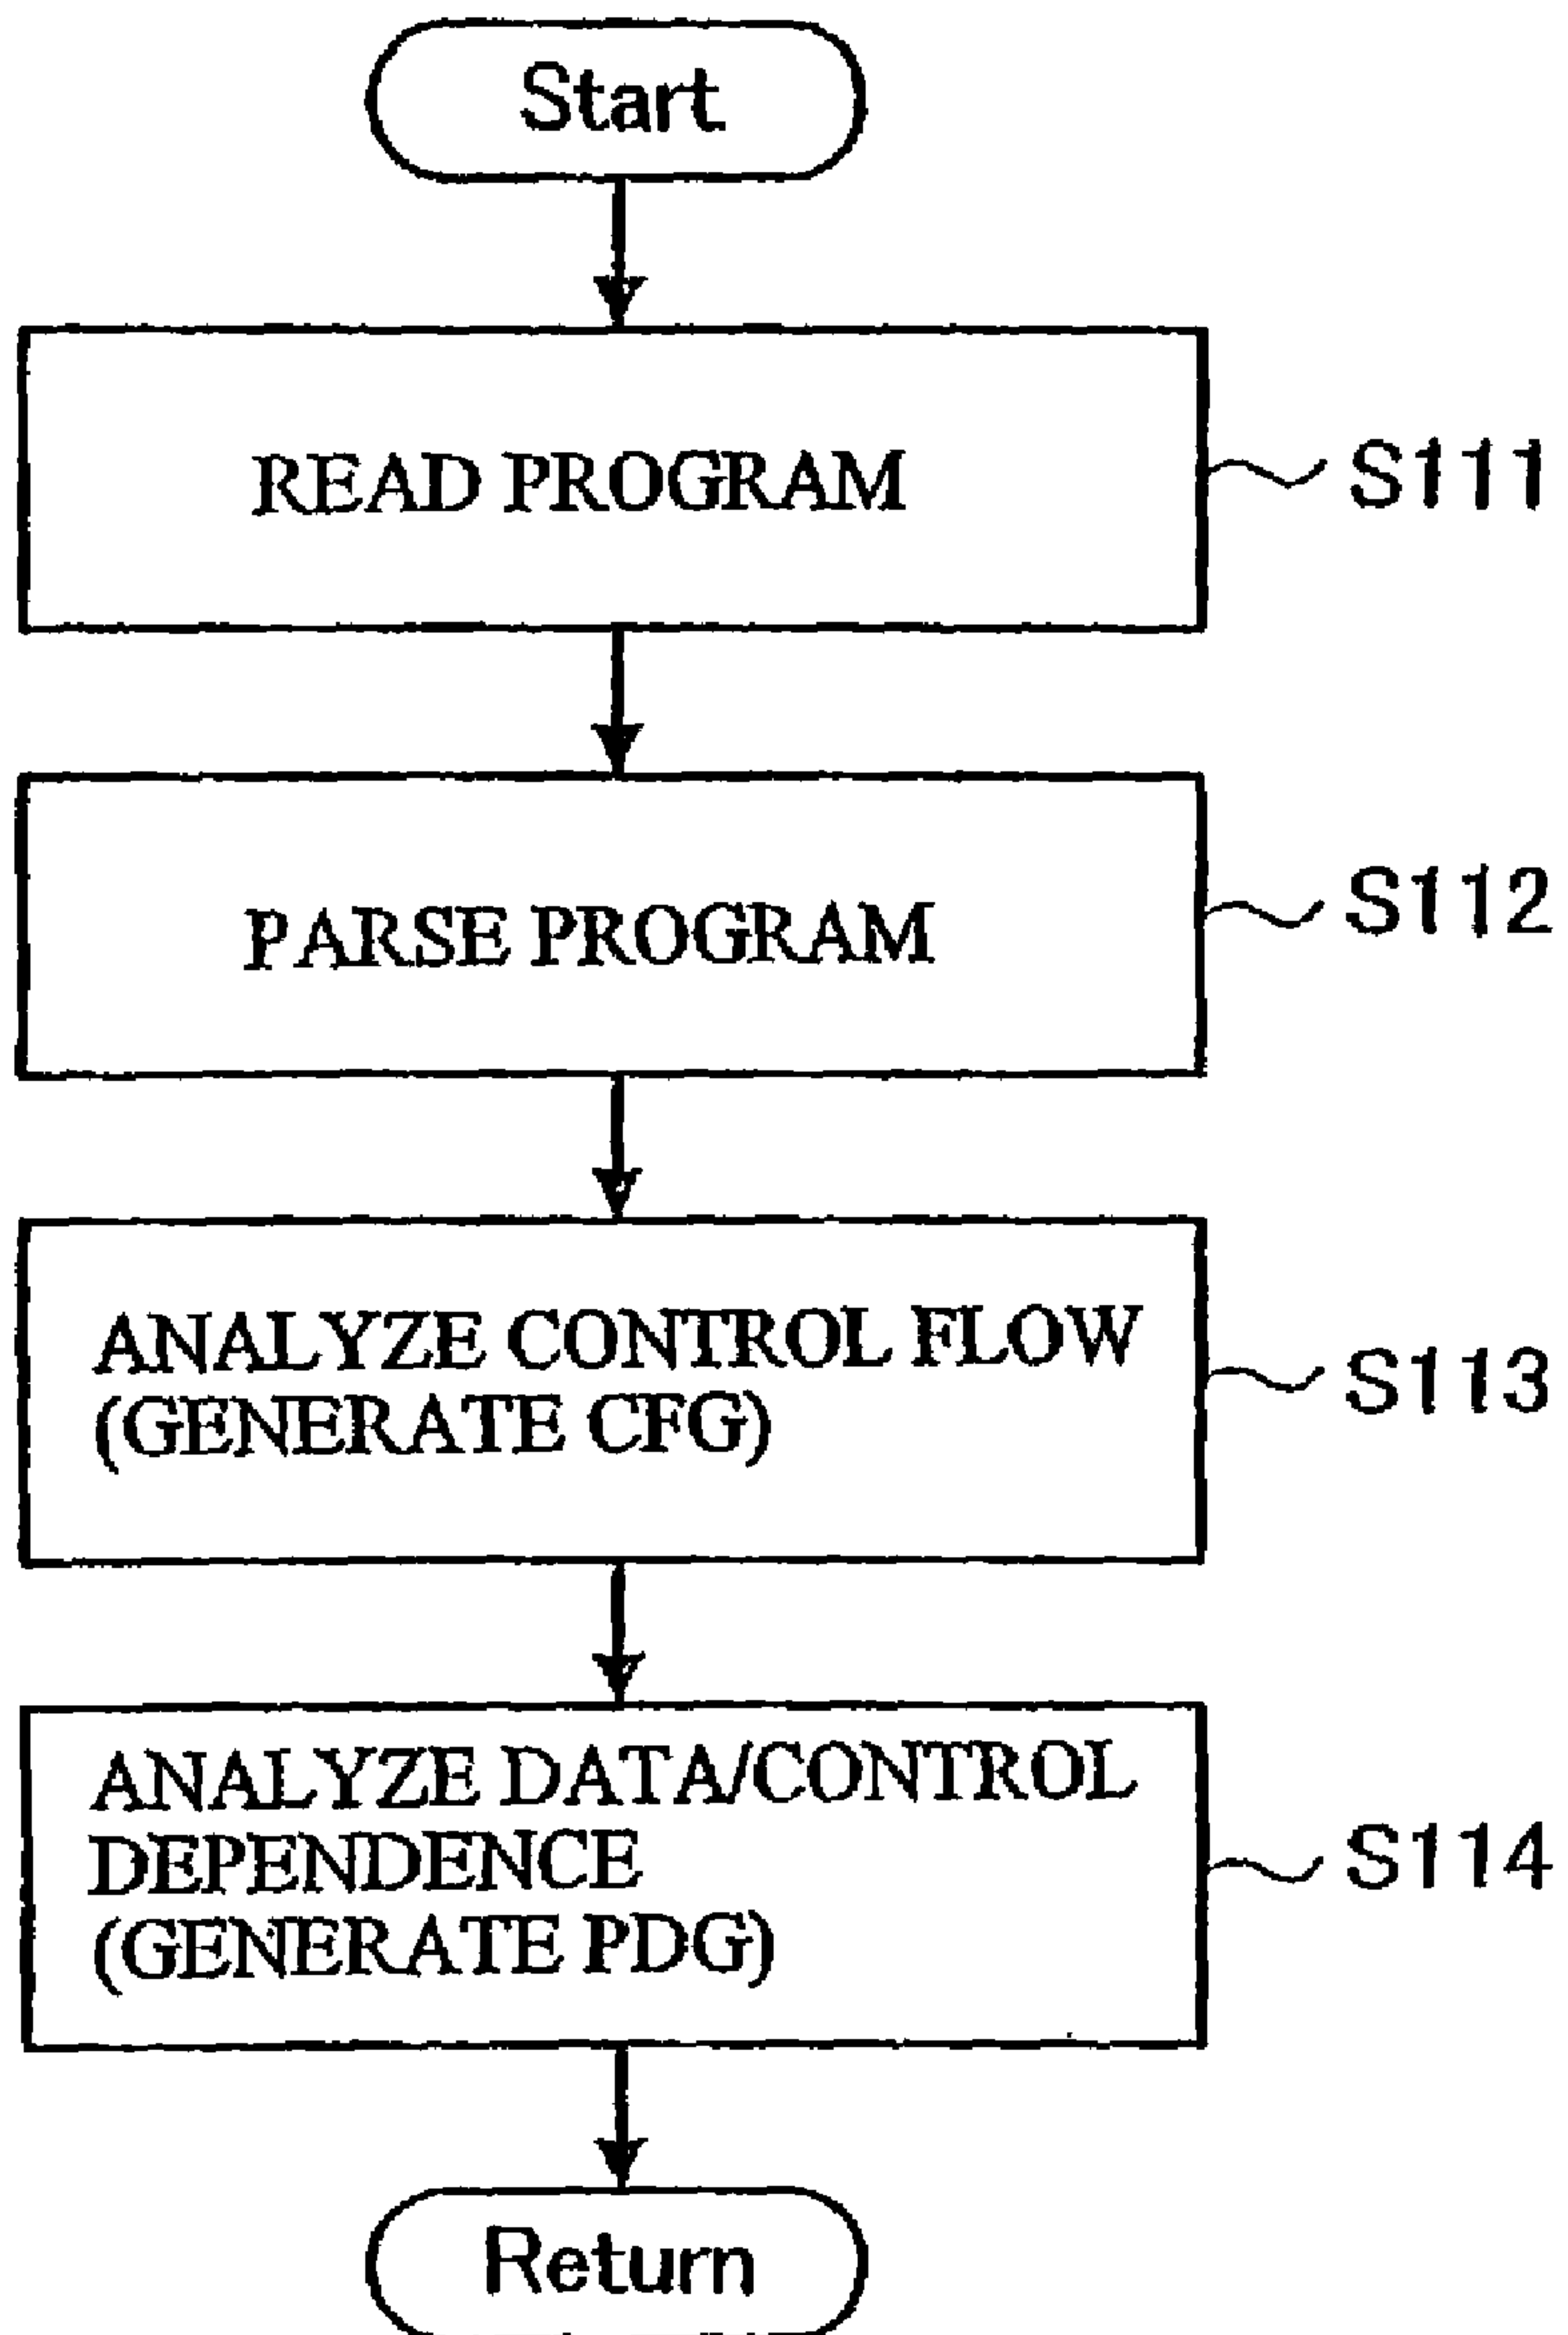 Start
READ PROGRAM
S111
PARSE PROGRAM
S112
ANALYZE CONTROL FLOW
(GENERATE CFG)
S113
ANALYZE DATA/CONTROL
DEPENDENCE
(GENERATE PDG)
S114
Return